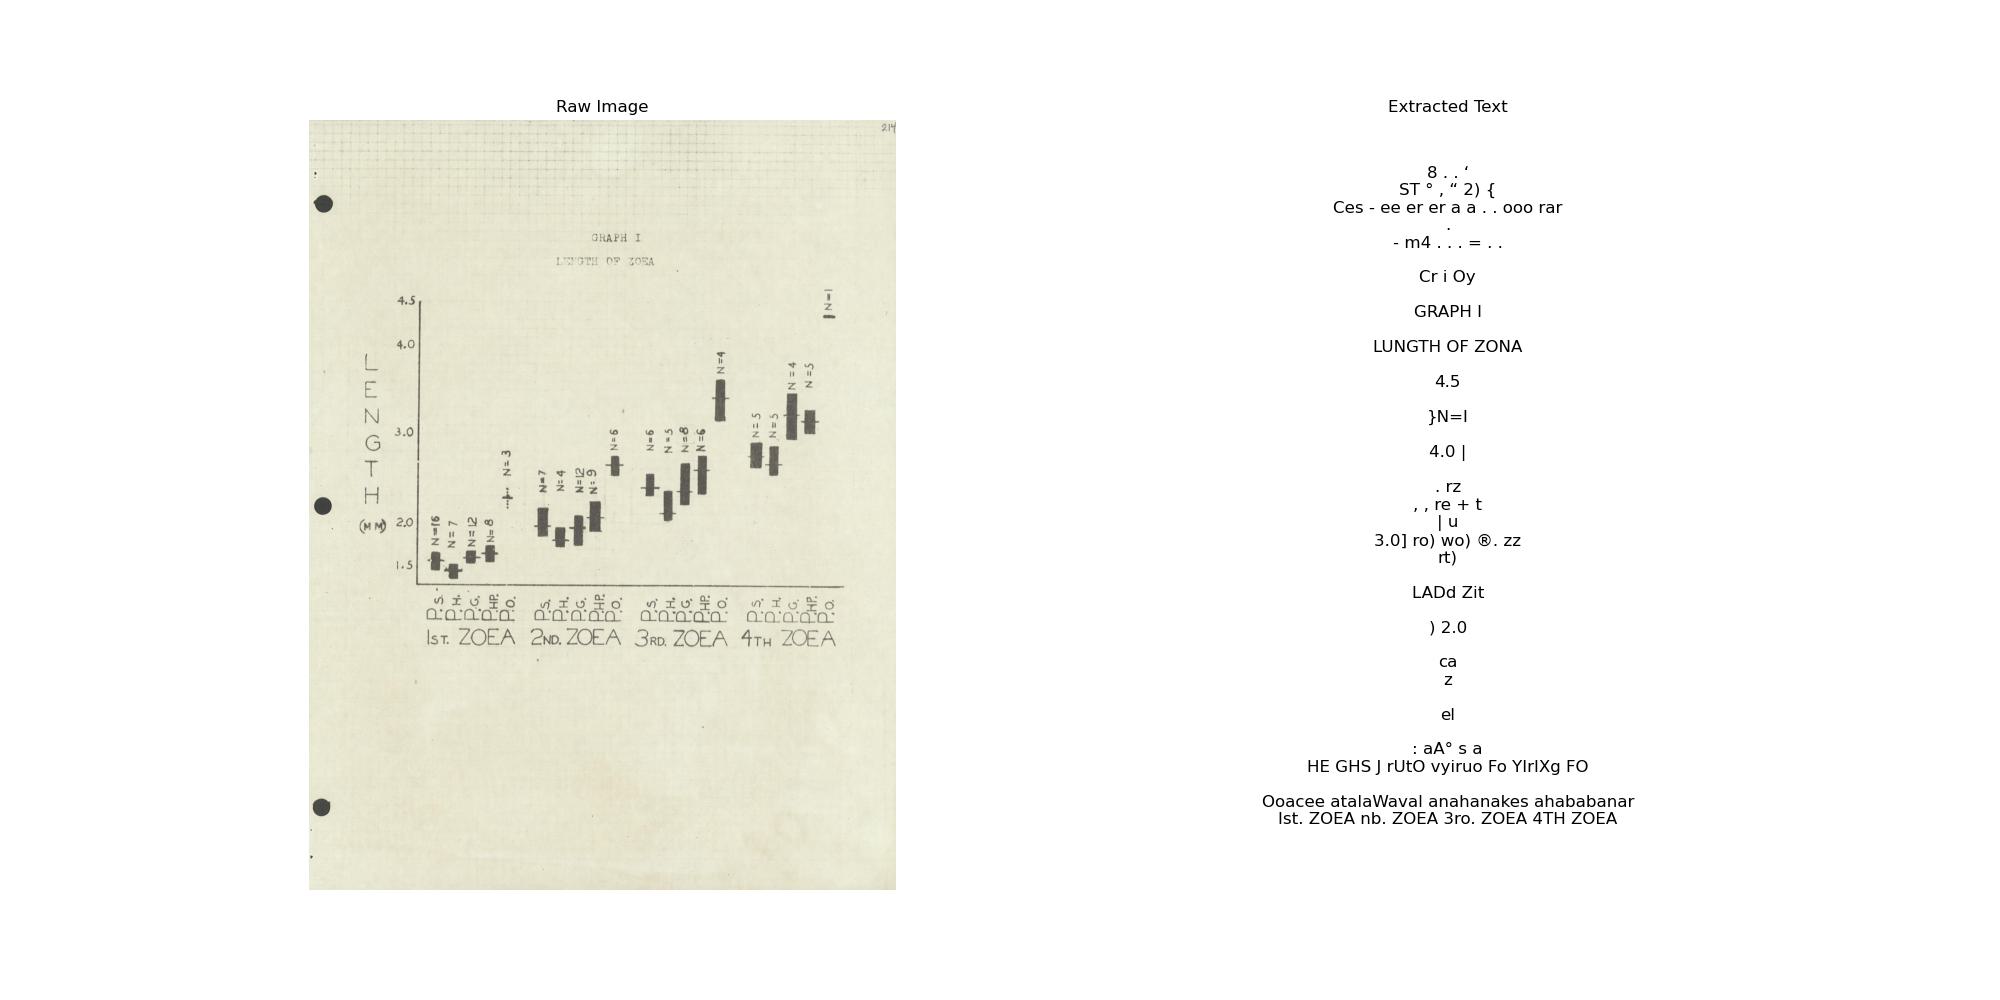 Raw Image
214
GRAPH I
LENGTH OF ZOEA
LENGTH
(MM)
4.5
4.0
3.0
2.0
1.5
N=16
N=7
N=12
N=8
N=3
N=7
N=4
N=12
N=9
N=6
N=6
N=5
N=8
N=6
N=4
N=5
N=5
N=4
N=5
N=1
P.S. P.H. P.G. P.HP. P.O. P.S. P.H. P.G. P.HP. P.O. P.S. P.H. P.G. P.HP. P.O. P.S. P.H. P.G. P.HP. P.O.
1ST. ZOEA 2ND. ZOEA 3RD. ZOEA 4TH ZOEA
Extracted Text
8 . . ‘
ST ° , “ 2) {
Ces - ee er er a a . . ooo rar
.
- m4 . . . = . .
Cr i Oy
GRAPH I
LUNGTH OF ZONA
4.5
}N=I
4.0 |
. rz
, , re + t
| u
3.0] ro) wo) ®. zz
rt)
LADd Zit
) 2.0
ca
z
el
: aA° s a
HE GHS J rUtO vyiruo Fo YIrIXg FO
Ooacee atalaWaval anahanakes ahababanar
Ist. ZOEA nb. ZOEA 3ro. ZOEA 4TH ZOEA